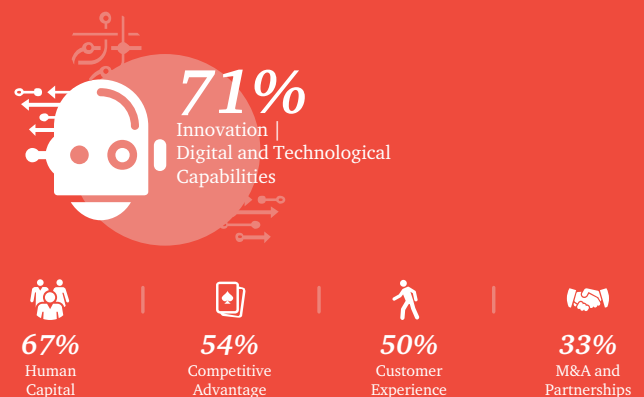 71%
Innovation |
Digital and Technological
Capabilities
67%
Human
Capital
54%
Competitive
Advantage
50%
Customer
Experience
33%
M&A and
Partnerships